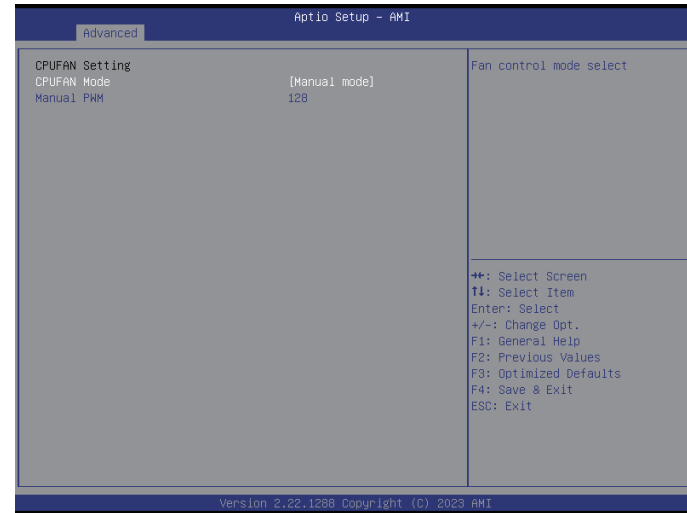 Aptio Setup – AMI
Advanced
CPUFAN Setting
CPUFAN Mode [Manual mode]
Manual PWM 128
Fan control mode select
→←: Select Screen
↑↓: Select Item
Enter: Select
+/-: Change Opt.
F1: General Help
F2: Previous Values
F3: Optimized Defaults
F4: Save & Exit
ESC: Exit
Version 2.22.1288 Copyright (C) 2023 AMI